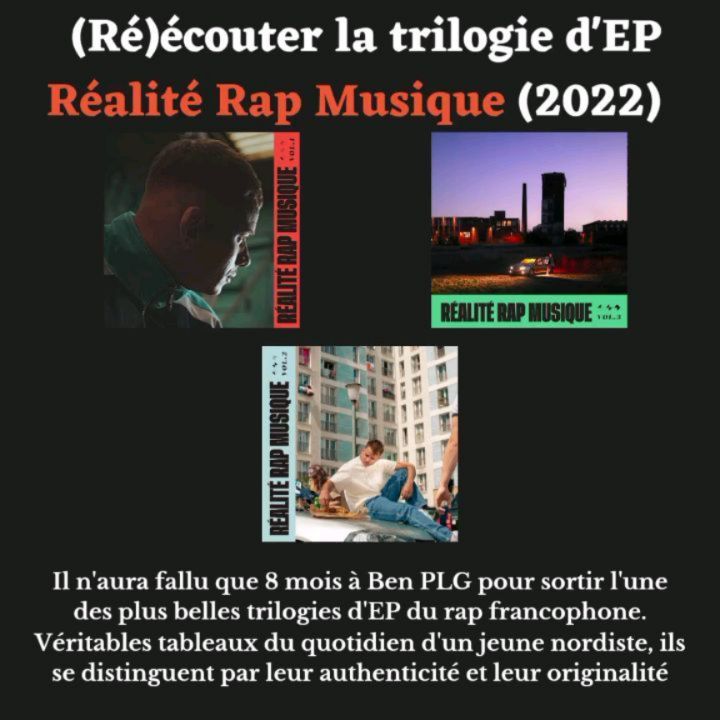 (Ré)écouter la trilogie d'EP
Réalité Rap Musique (2022)
RÉALITÉ RAP MUSIQUE VOL.1
RÉALITÉ RAP MUSIQUE VOL.3
RÉALITÉ RAP MUSIQUE VOL.2
Il n'aura fallu que 8 mois à Ben PLG pour sortir l'une
des plus belles trilogies d'EP du rap francophone.
Véritables tableaux du quotidien d'un jeune nordiste, ils
se distinguent par leur authenticité et leur originalité